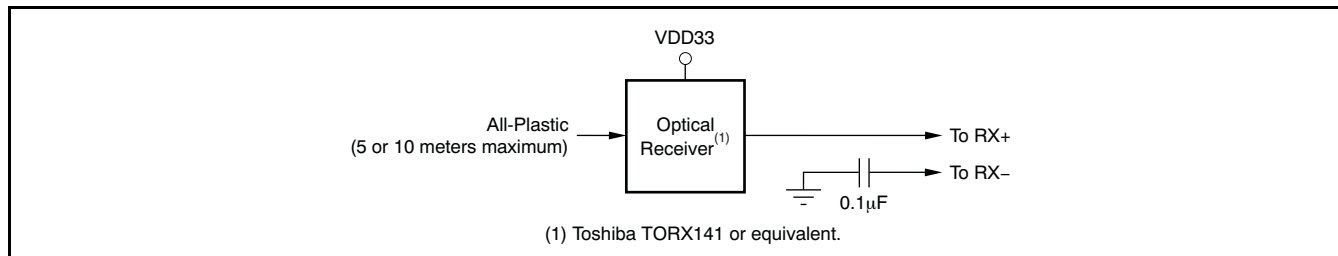 VDD33
All-Plastic
(5 or 10 meters maximum)
Optical
Receiver(1)
To RX+
To RX−
0.1μF
(1) Toshiba TORX141 or equivalent.